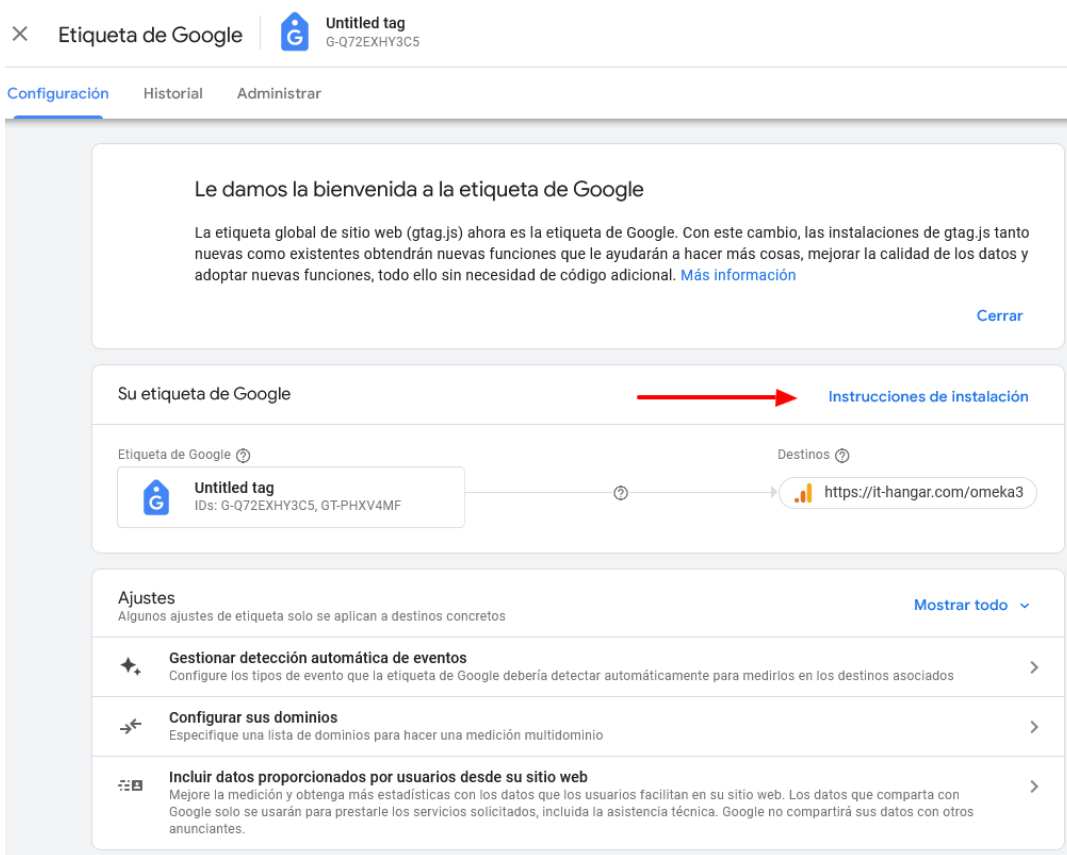 Etiqueta de Google
Untitled tag
G-Q72EXHY3C5
Configuración Historial Administrar
Le damos la bienvenida a la etiqueta de Google
La etiqueta global de sitio web (gtag.js) ahora es la etiqueta de Google. Con este cambio, las instalaciones de gtag.js tanto
nuevas como existentes obtendrán nuevas funciones que le ayudarán a hacer más cosas, mejorar la calidad de los datos y
adoptar nuevas funciones, todo ello sin necesidad de código adicional. Más información
Cerrar
Su etiqueta de Google
Instrucciones de instalación
Etiqueta de Google
Destinos
Untitled tag
IDs: G-Q72EXHY3C5, GT-PHXV4MF
https://it-hangar.com/omeka3
Ajustes
Algunos ajustes de etiqueta solo se aplican a destinos concretos
Mostrar todo
Gestionar detección automática de eventos
Configure los tipos de evento que la etiqueta de Google debería detectar automáticamente para medirlos en los destinos asociados
Configurar sus dominios
Especifique una lista de dominios para hacer una medición multidominio
Incluir datos proporcionados por usuarios desde su sitio web
Mejore la medición y obtenga más estadísticas con los datos que los usuarios facilitan en su sitio web. Los datos que comparta con
Google solo se usarán para prestarle los servicios solicitados, incluida la asistencia técnica. Google no compartirá sus datos con otros
anunciantes.